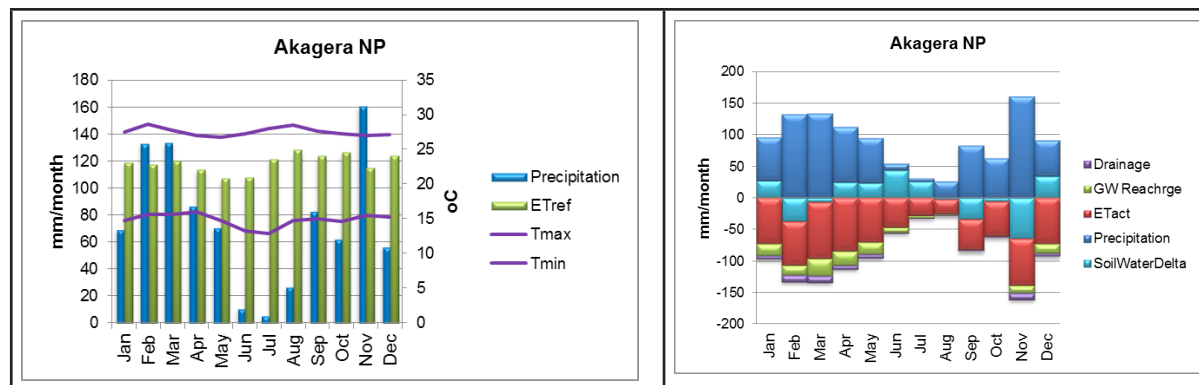 Akagera NP
180
160
140
120
100
80
60
40
20
0
mm/month
35
30
25
20
15
10
5
0
oC
Jan
Feb
Mar
Apr
May
Jun
Jul
Aug
Sep
Oct
Nov
Dec
Precipitation
ETref
Tmax
Tmin
Akagera NP
200
150
100
50
0
-50
-100
-150
-200
mm/month
Jan
Feb
Mar
Apr
May
Jun
Jul
Aug
Sep
Oct
Nov
Dec
Drainage
GW Reachrge
ETact
Precipitation
SoilWaterDelta